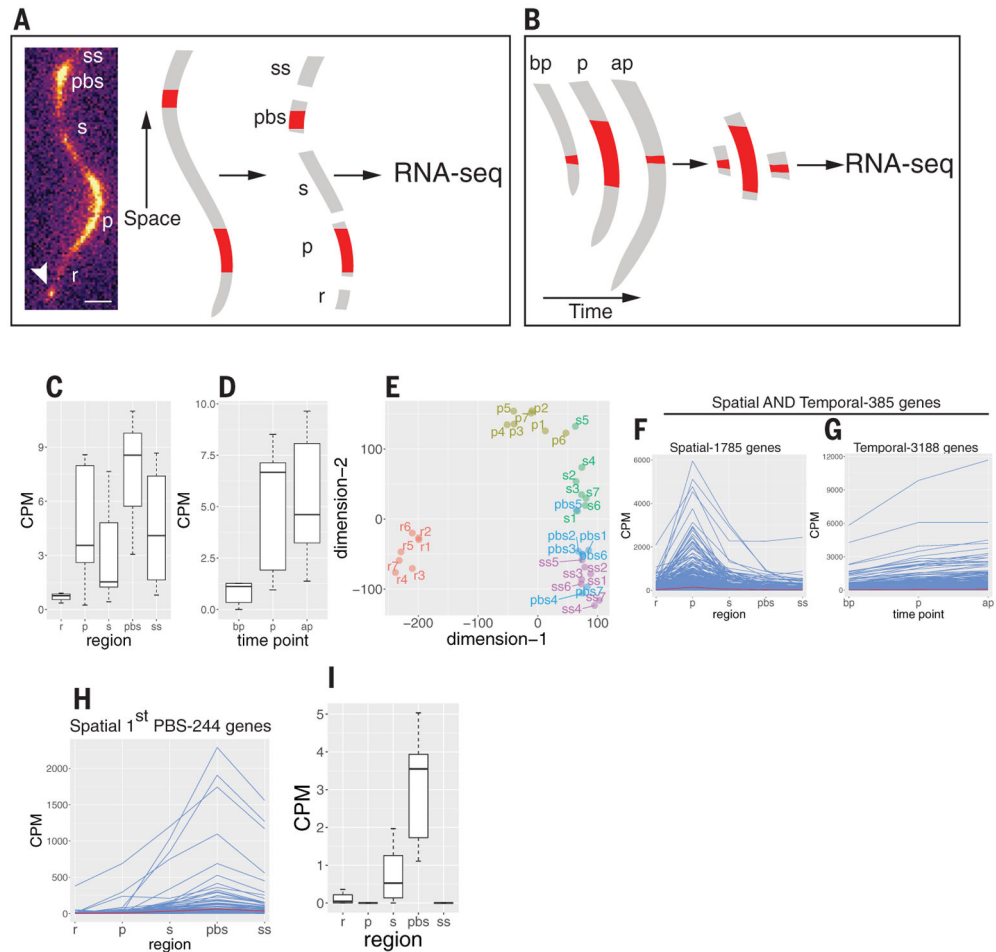 A
ss
pbs
s
p
r
Space
ss
pbs
s
p
r
RNA-seq
B
bp p ap
Time
RNA-seq
C
CPM
9
6
3
0
r p s pbs ss
region
D
CPM
10.0
7.5
5.0
2.5
0.0
bp p ap
time point
E
dimension−2
100
0
−100
p5 p2
p7
p4 p3 p1
p6
s5
s4
s2
s3 s7
pbs5 s6
s1
r6 r2
r5 r1
r7
r4 r3
pbs2 pbs1
pbs3 pbs6
ss5 ss2
ss3 ss1
ss6
pbs4 pbs7
ss7
ss4
−200 −100 0 100
dimension−1
Spatial AND Temporal-385 genes
F
Spatial-1785 genes
CPM
6000
4000
2000
0
r p s pbs ss
region
G
Temporal-3188 genes
CPM
12000
9000
6000
3000
0
bp p ap
time point
H
Spatial 1st PBS-244 genes
CPM
2000
1500
1000
500
0
r p s pbs ss
region
I
CPM
5
4
3
2
1
0
r p s pbs ss
region